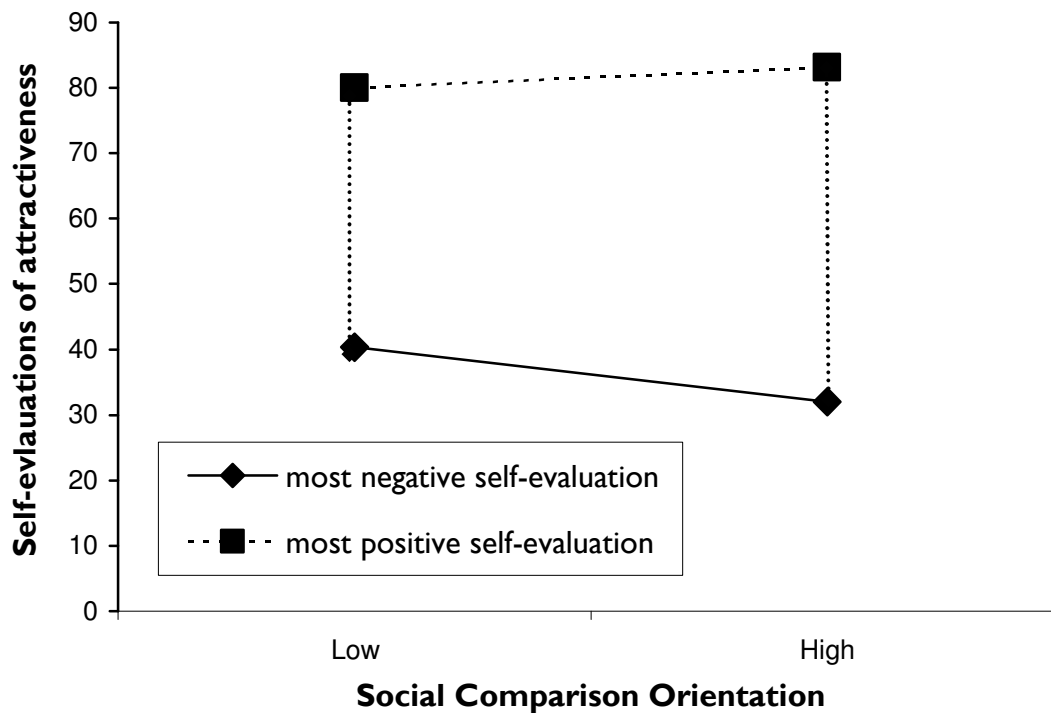 90
80
70
60
50
40
30
20
10
0
Self-evlauations of attractiveness
most negative self-evaluation
most positive self-evaluation
Low
High
Social Comparison Orientation